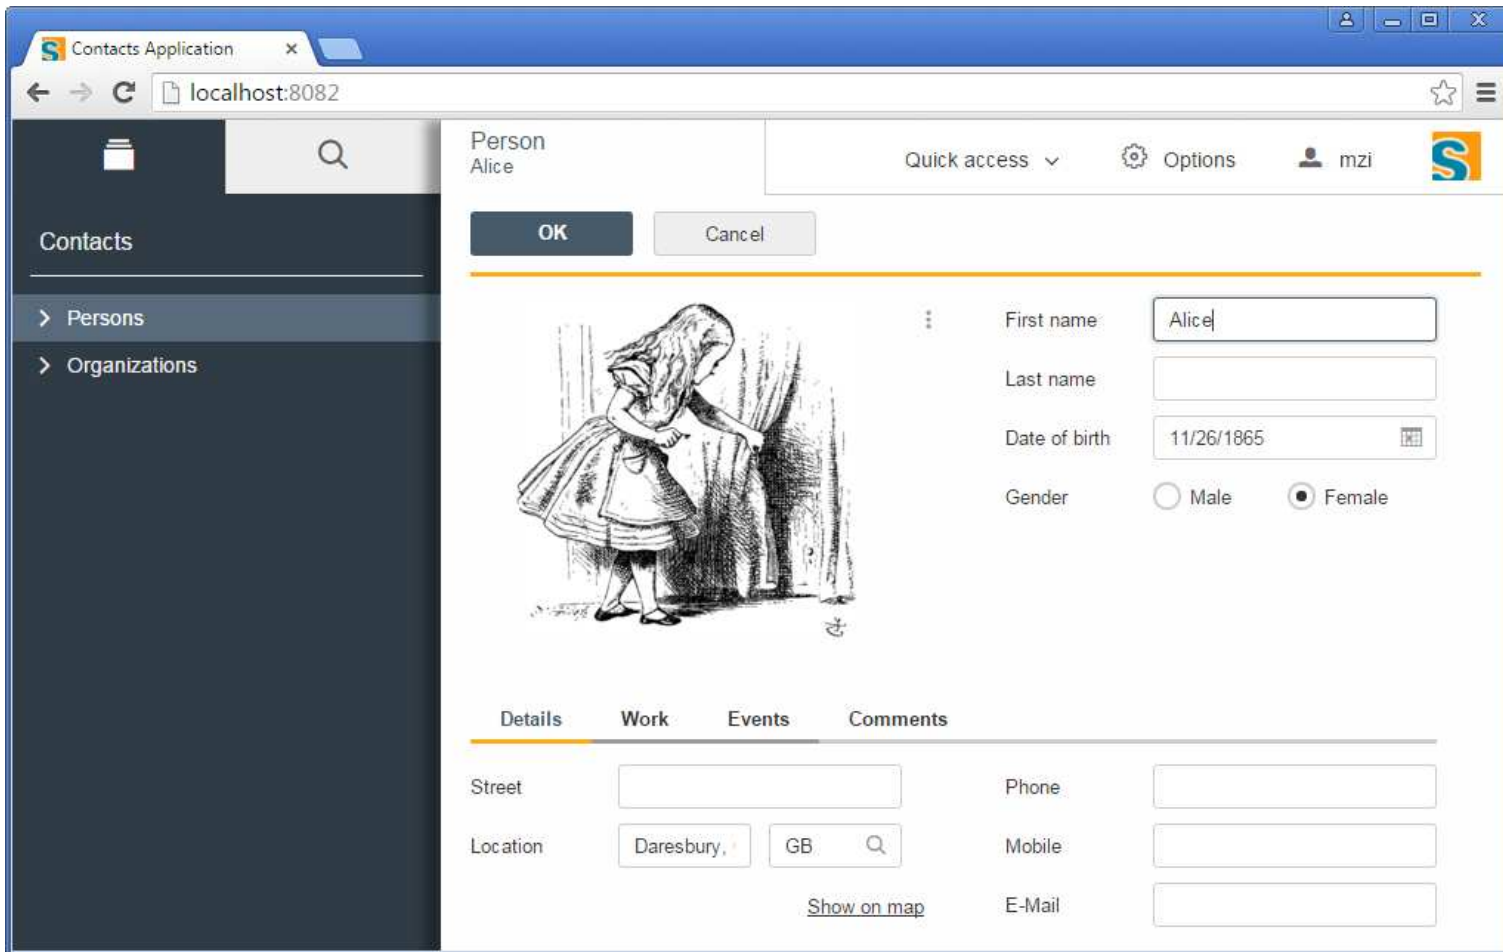 Contacts Application
localhost:8082
Person
Alice
Quick access
Options
mzi
OK
Cancel
Contacts
Persons
Organizations
First name
Alice
Last name
Date of birth
11/26/1865
Gender
Male
Female
Details
Work
Events
Comments
Street
Phone
Location
Daresbury,
GB
Mobile
Show on map
E-Mail